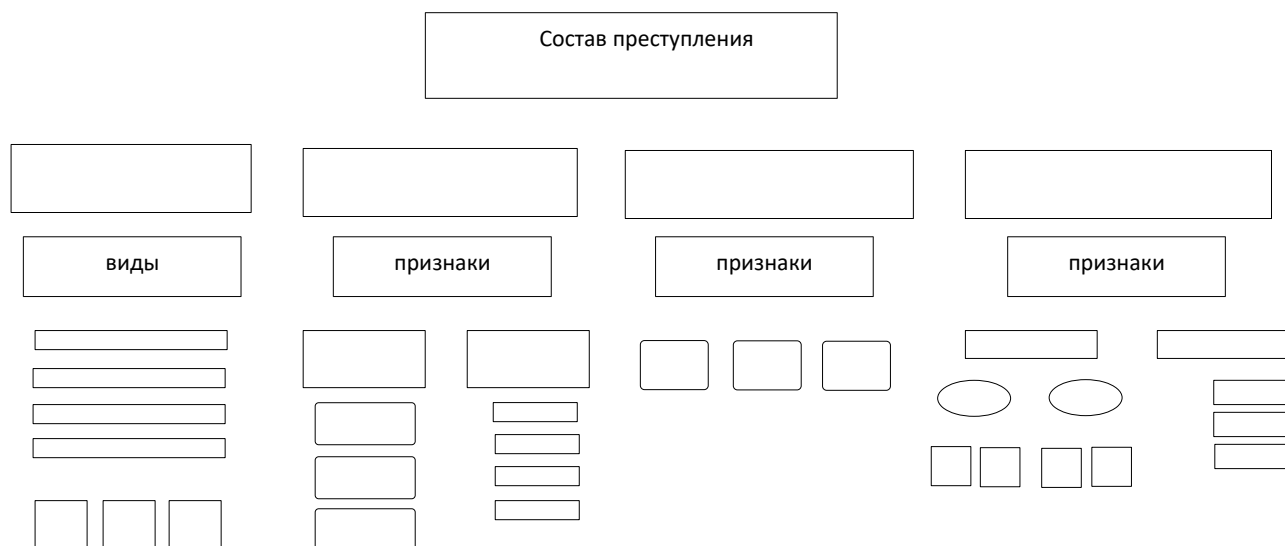 Состав преступления
виды
признаки
признаки
признаки